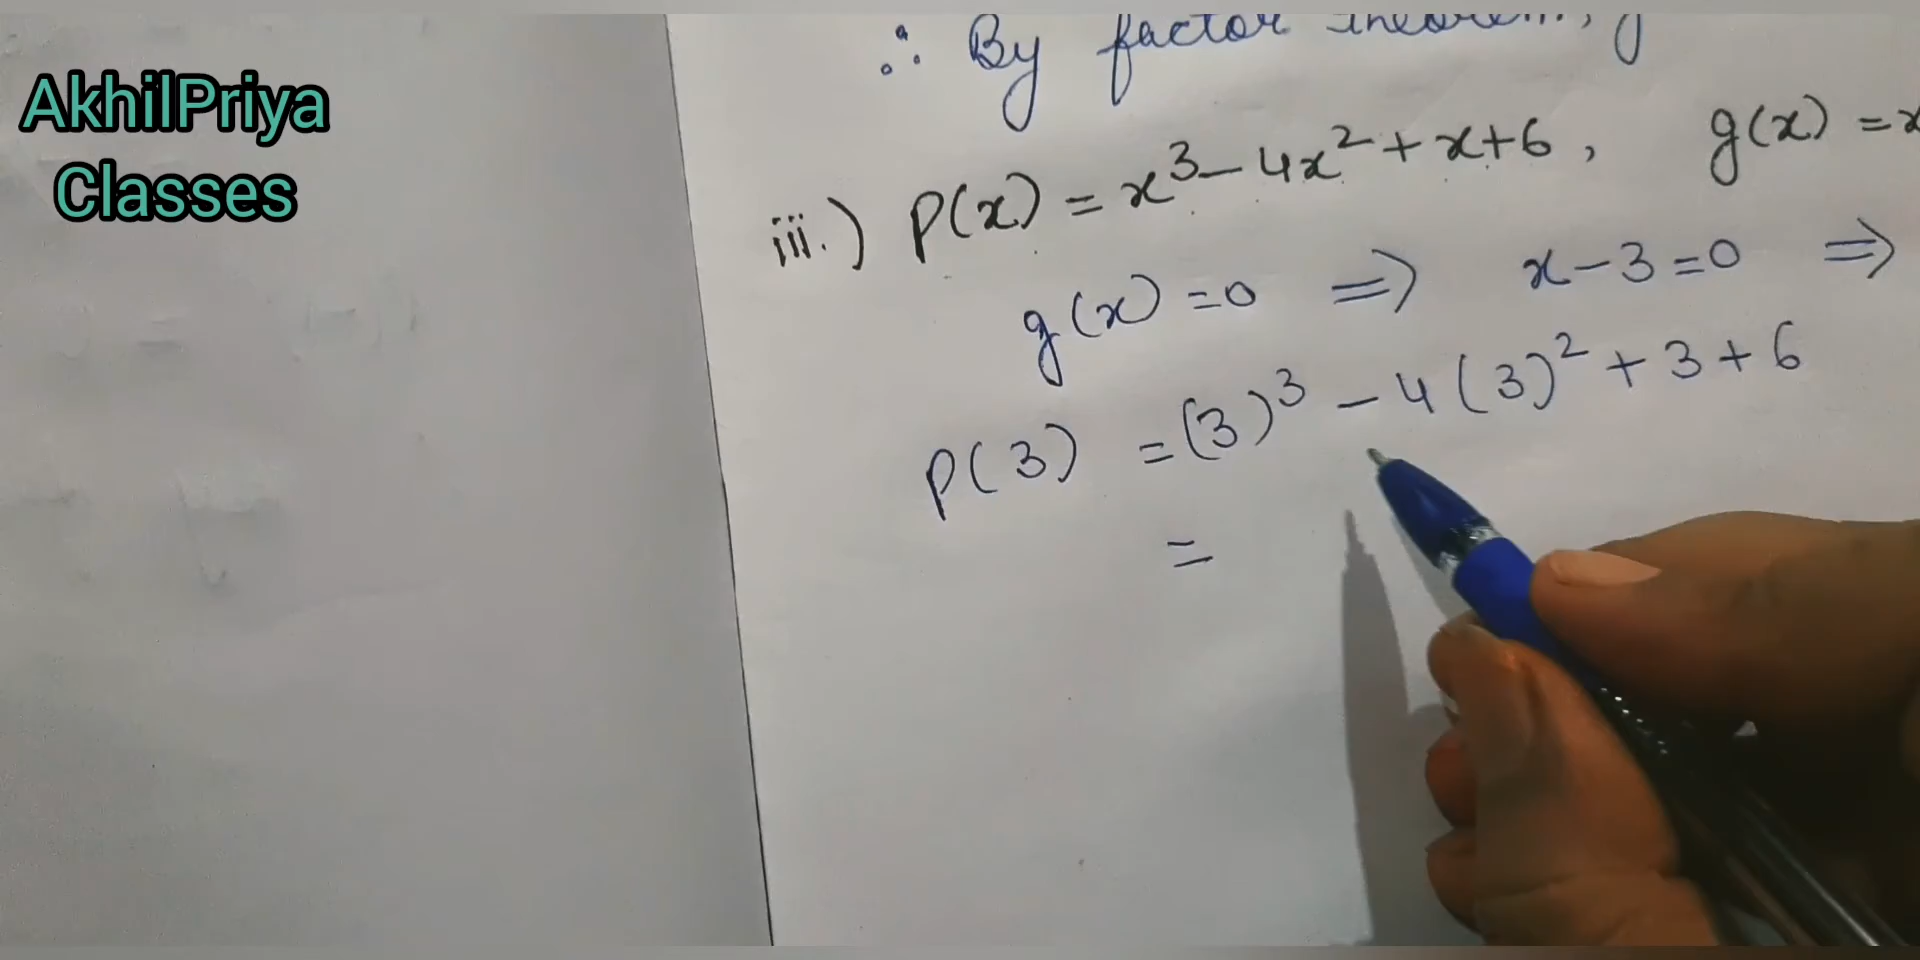 AkhilPriya
Classes
∴ By factor theorem,
iii.) P(x) = x³ - 4x² + x + 6, g(x) = x
g(x) = 0 ⇒ x - 3 = 0 ⇒
P(3) = (3)³ - 4(3)² + 3 + 6
=